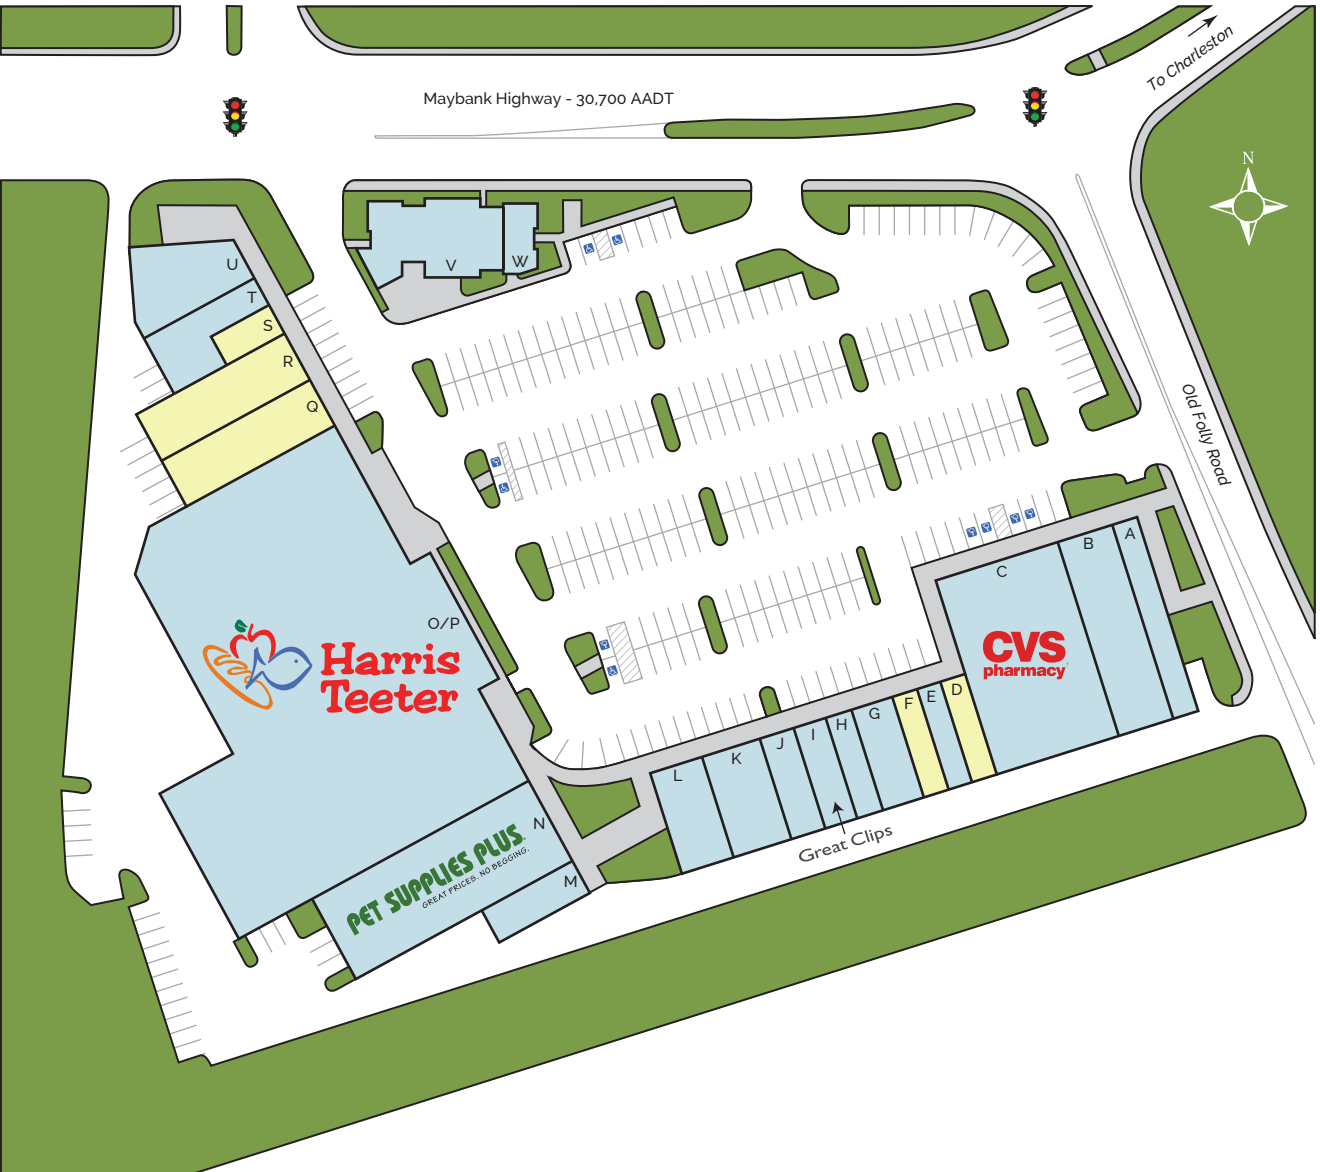 To Charleston
Maybank Highway - 30,700 AADT
N
U
V
W
T
S
R
Q
Old Folly Road
A
B
C
O/P
Harris
Teeter
CVS
pharmacy
D
E
F
G
H
I
J
K
L
N
PET SUPPLIES PLUS
GREAT PRICES. NO BEGGING.
Great Clips
M